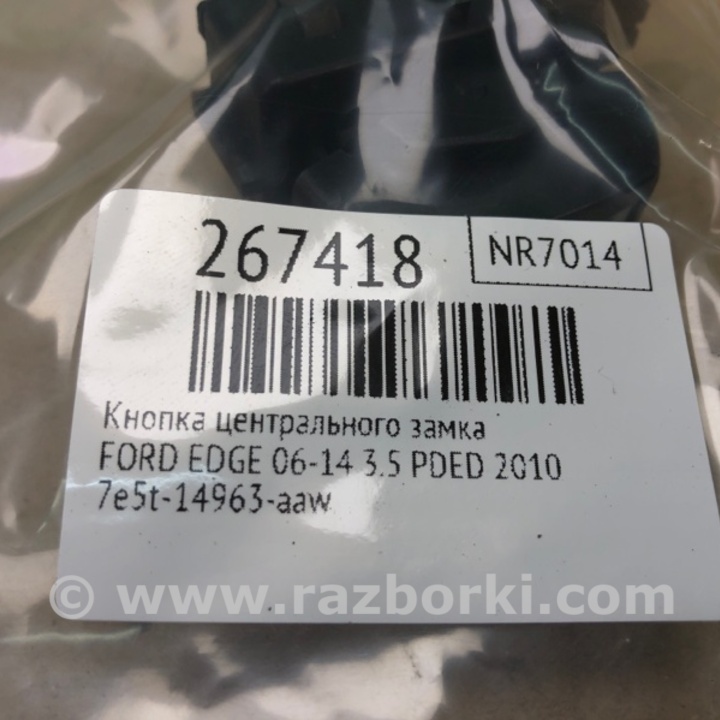 267418
NR7014
Кнопка центрального замка
FORD EDGE 06-14 3.5 PDED 2010
7e5t-14963-aaw
© www.razborki.com